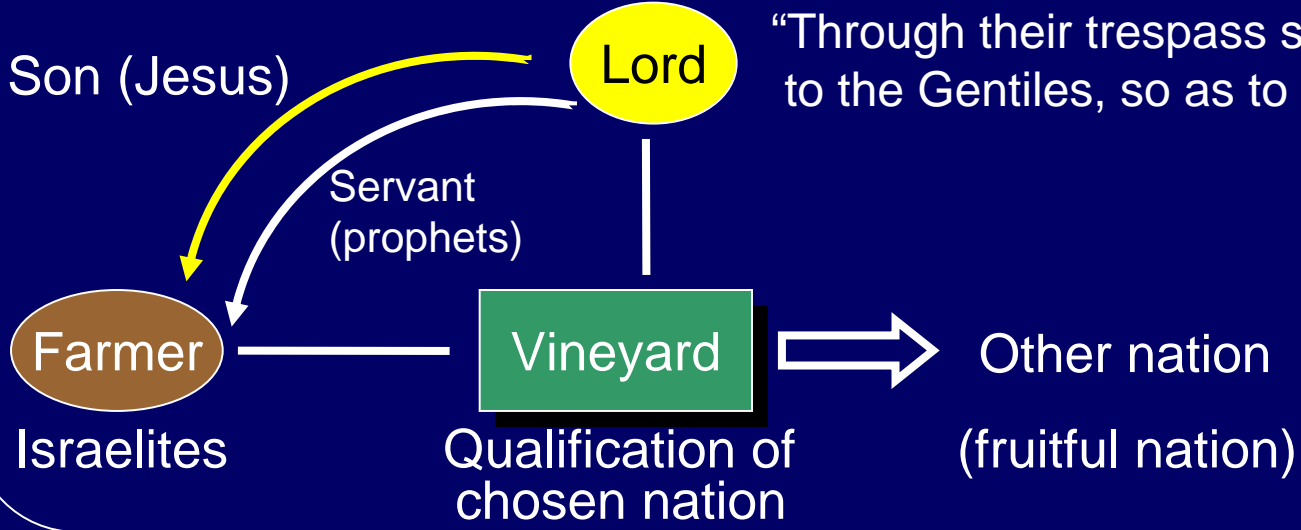 Son (Jesus)
Lord
“Through their trespass
to the Gentiles, so as to
Servant
(prophets)
Farmer
Vineyard
Other nation
Israelites
Qualification of
chosen nation
(fruitful nation)